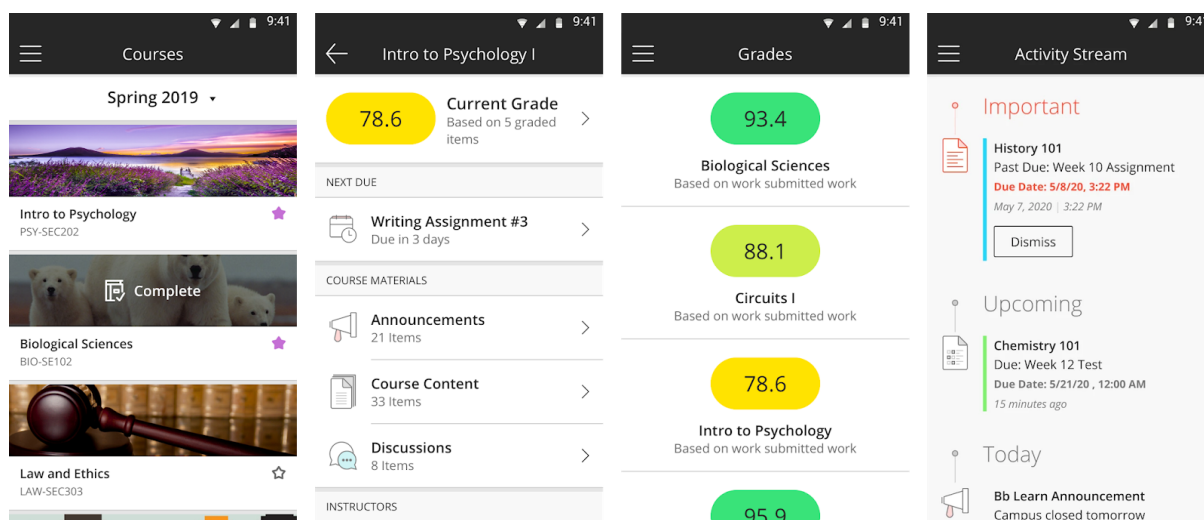 9:41
Courses
Spring 2019
Intro to Psychology
PSY-SEC202
Complete
Biological Sciences
BIO-SE102
Law and Ethics
LAW-SEC303
9:41
Intro to Psychology I
78.6
Current Grade
Based on 5 graded
items
NEXT DUE
Writing Assignment #3
Due in 3 days
COURSE MATERIALS
Announcements
21 Items
Course Content
33 Items
Discussions
8 Items
INSTRUCTORS
9:41
Grades
93.4
Biological Sciences
Based on work submitted work
88.1
Circuits I
Based on work submitted work
78.6
Intro to Psychology
Based on work submitted work
95.9
9:41
Activity Stream
Important
History 101
Past Due: Week 10 Assignment
Due Date: 5/8/20, 3:22 PM
May 7, 2020 | 3:22 PM
Dismiss
Upcoming
Chemistry 101
Due: Week 12 Test
Due Date: 5/21/20 , 12:00 AM
15 minutes ago
Today
Bb Learn Announcement
Campus closed tomorrow